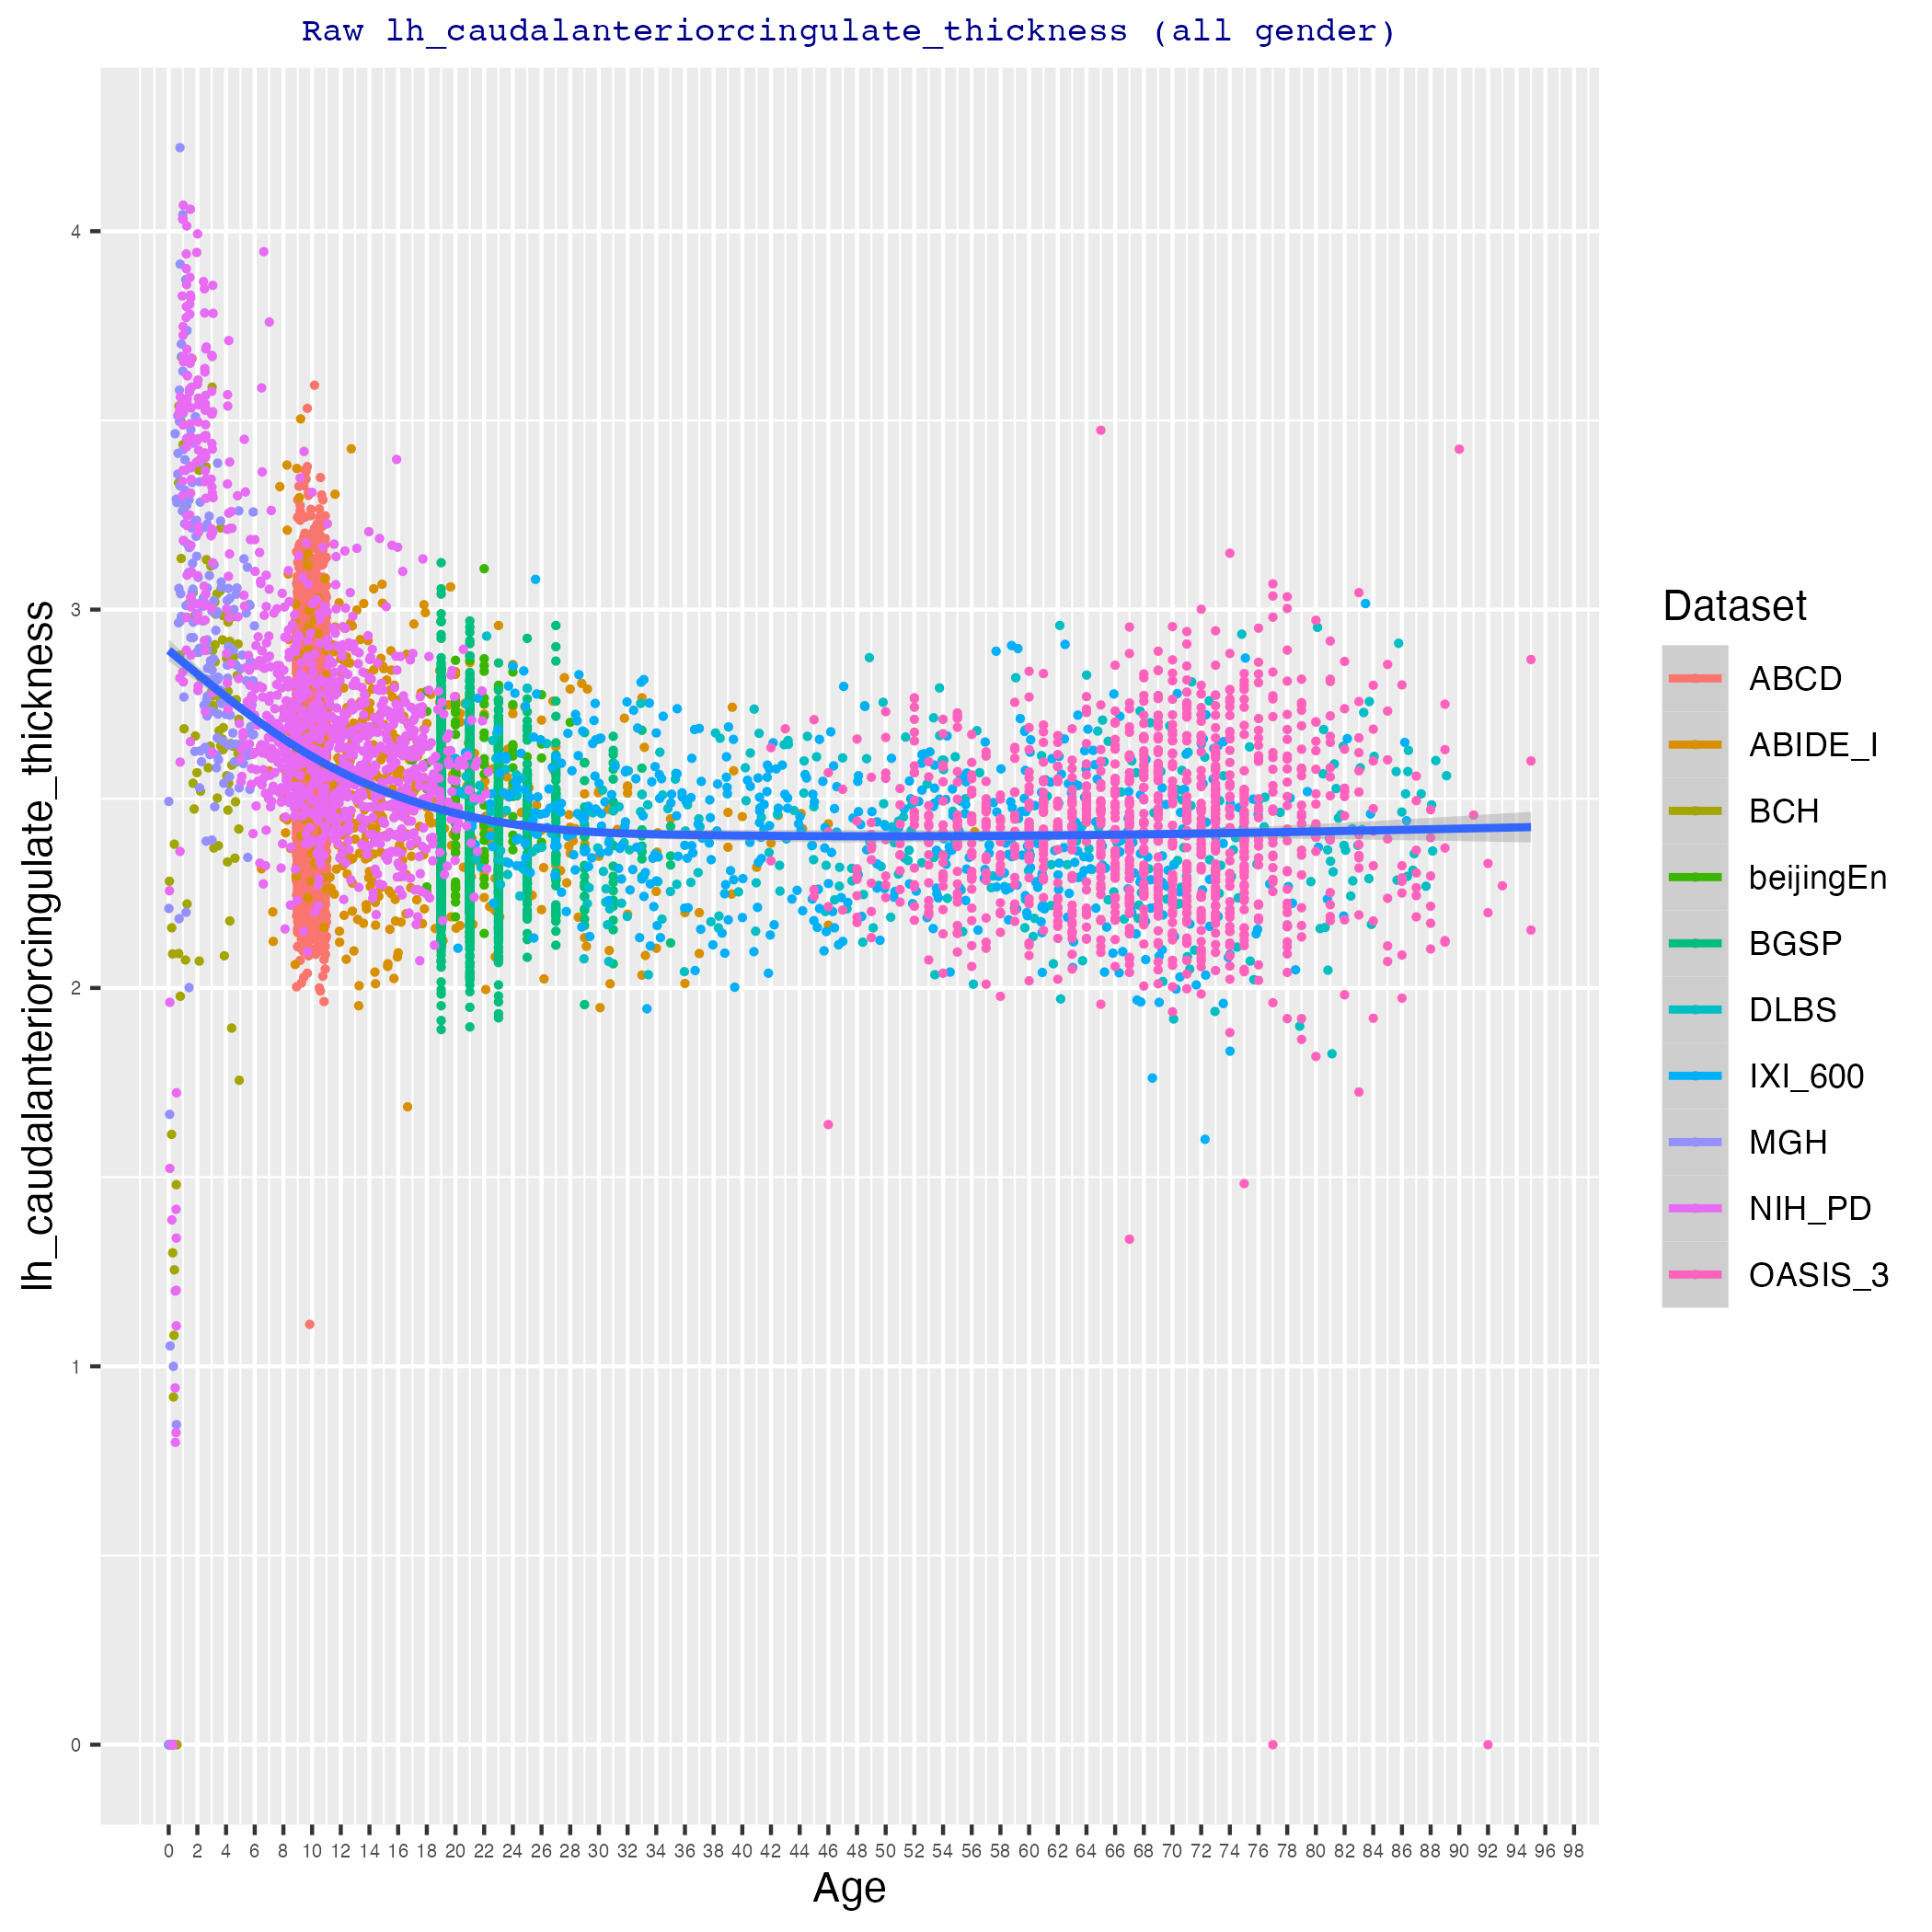 Raw lh_caudalanteriorcingulate_thickness (all gender)
lh_caudalanteriorcingulate_thickness
4
3
2
1
0
0 2 4 6 8 10 12 14 16 18 20 22 24 26 28 30 32 34 36 38 40 42 44 46 48 50 52 54 56 58 60 62 64 66 68 70 72 74 76 78 80 82 84 86 88 90 92 94 96 98
Age
Dataset
ABCD
ABIDE_I
BCH
beijingEn
BGSP
DLBS
IXI_600
MGH
NIH_PD
OASIS_3